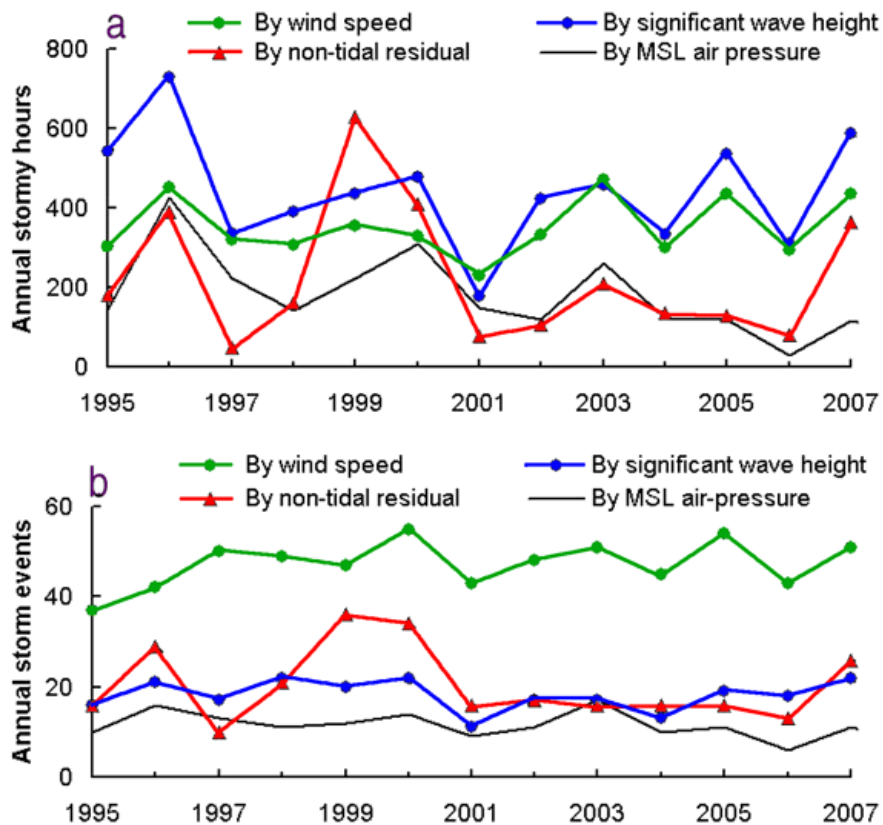 a
By wind speed
By significant wave height
By non-tidal residual
By MSL air pressure
Annual stormy hours
800
600
400
200
0
1995 1997 1999 2001 2003 2005 2007
b
By wind speed
By significant wave height
By non-tidal residual
By MSL air-pressure
Annual storm events
60
40
20
0
1995 1997 1999 2001 2003 2005 2007